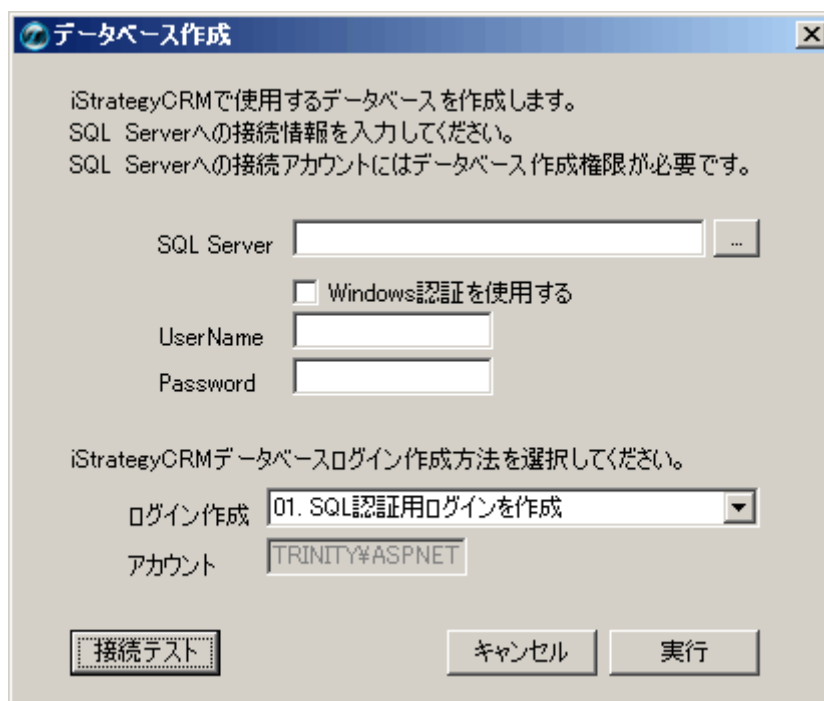 データベース作成
iStrategyCRMで使用するデータベースを作成します。
SQL Serverへの接続情報を入力してください。
SQL Serverへの接続アカウントにはデータベース作成権限が必要です。
SQL Server
...
Windows認証を使用する
UserName
Password
iStrategyCRMデータベースログイン作成方法を選択してください。
ログイン作成 01. SQL認証用ログインを作成
アカウント TRINITY¥ASPNET
接続テスト キャンセル 実行